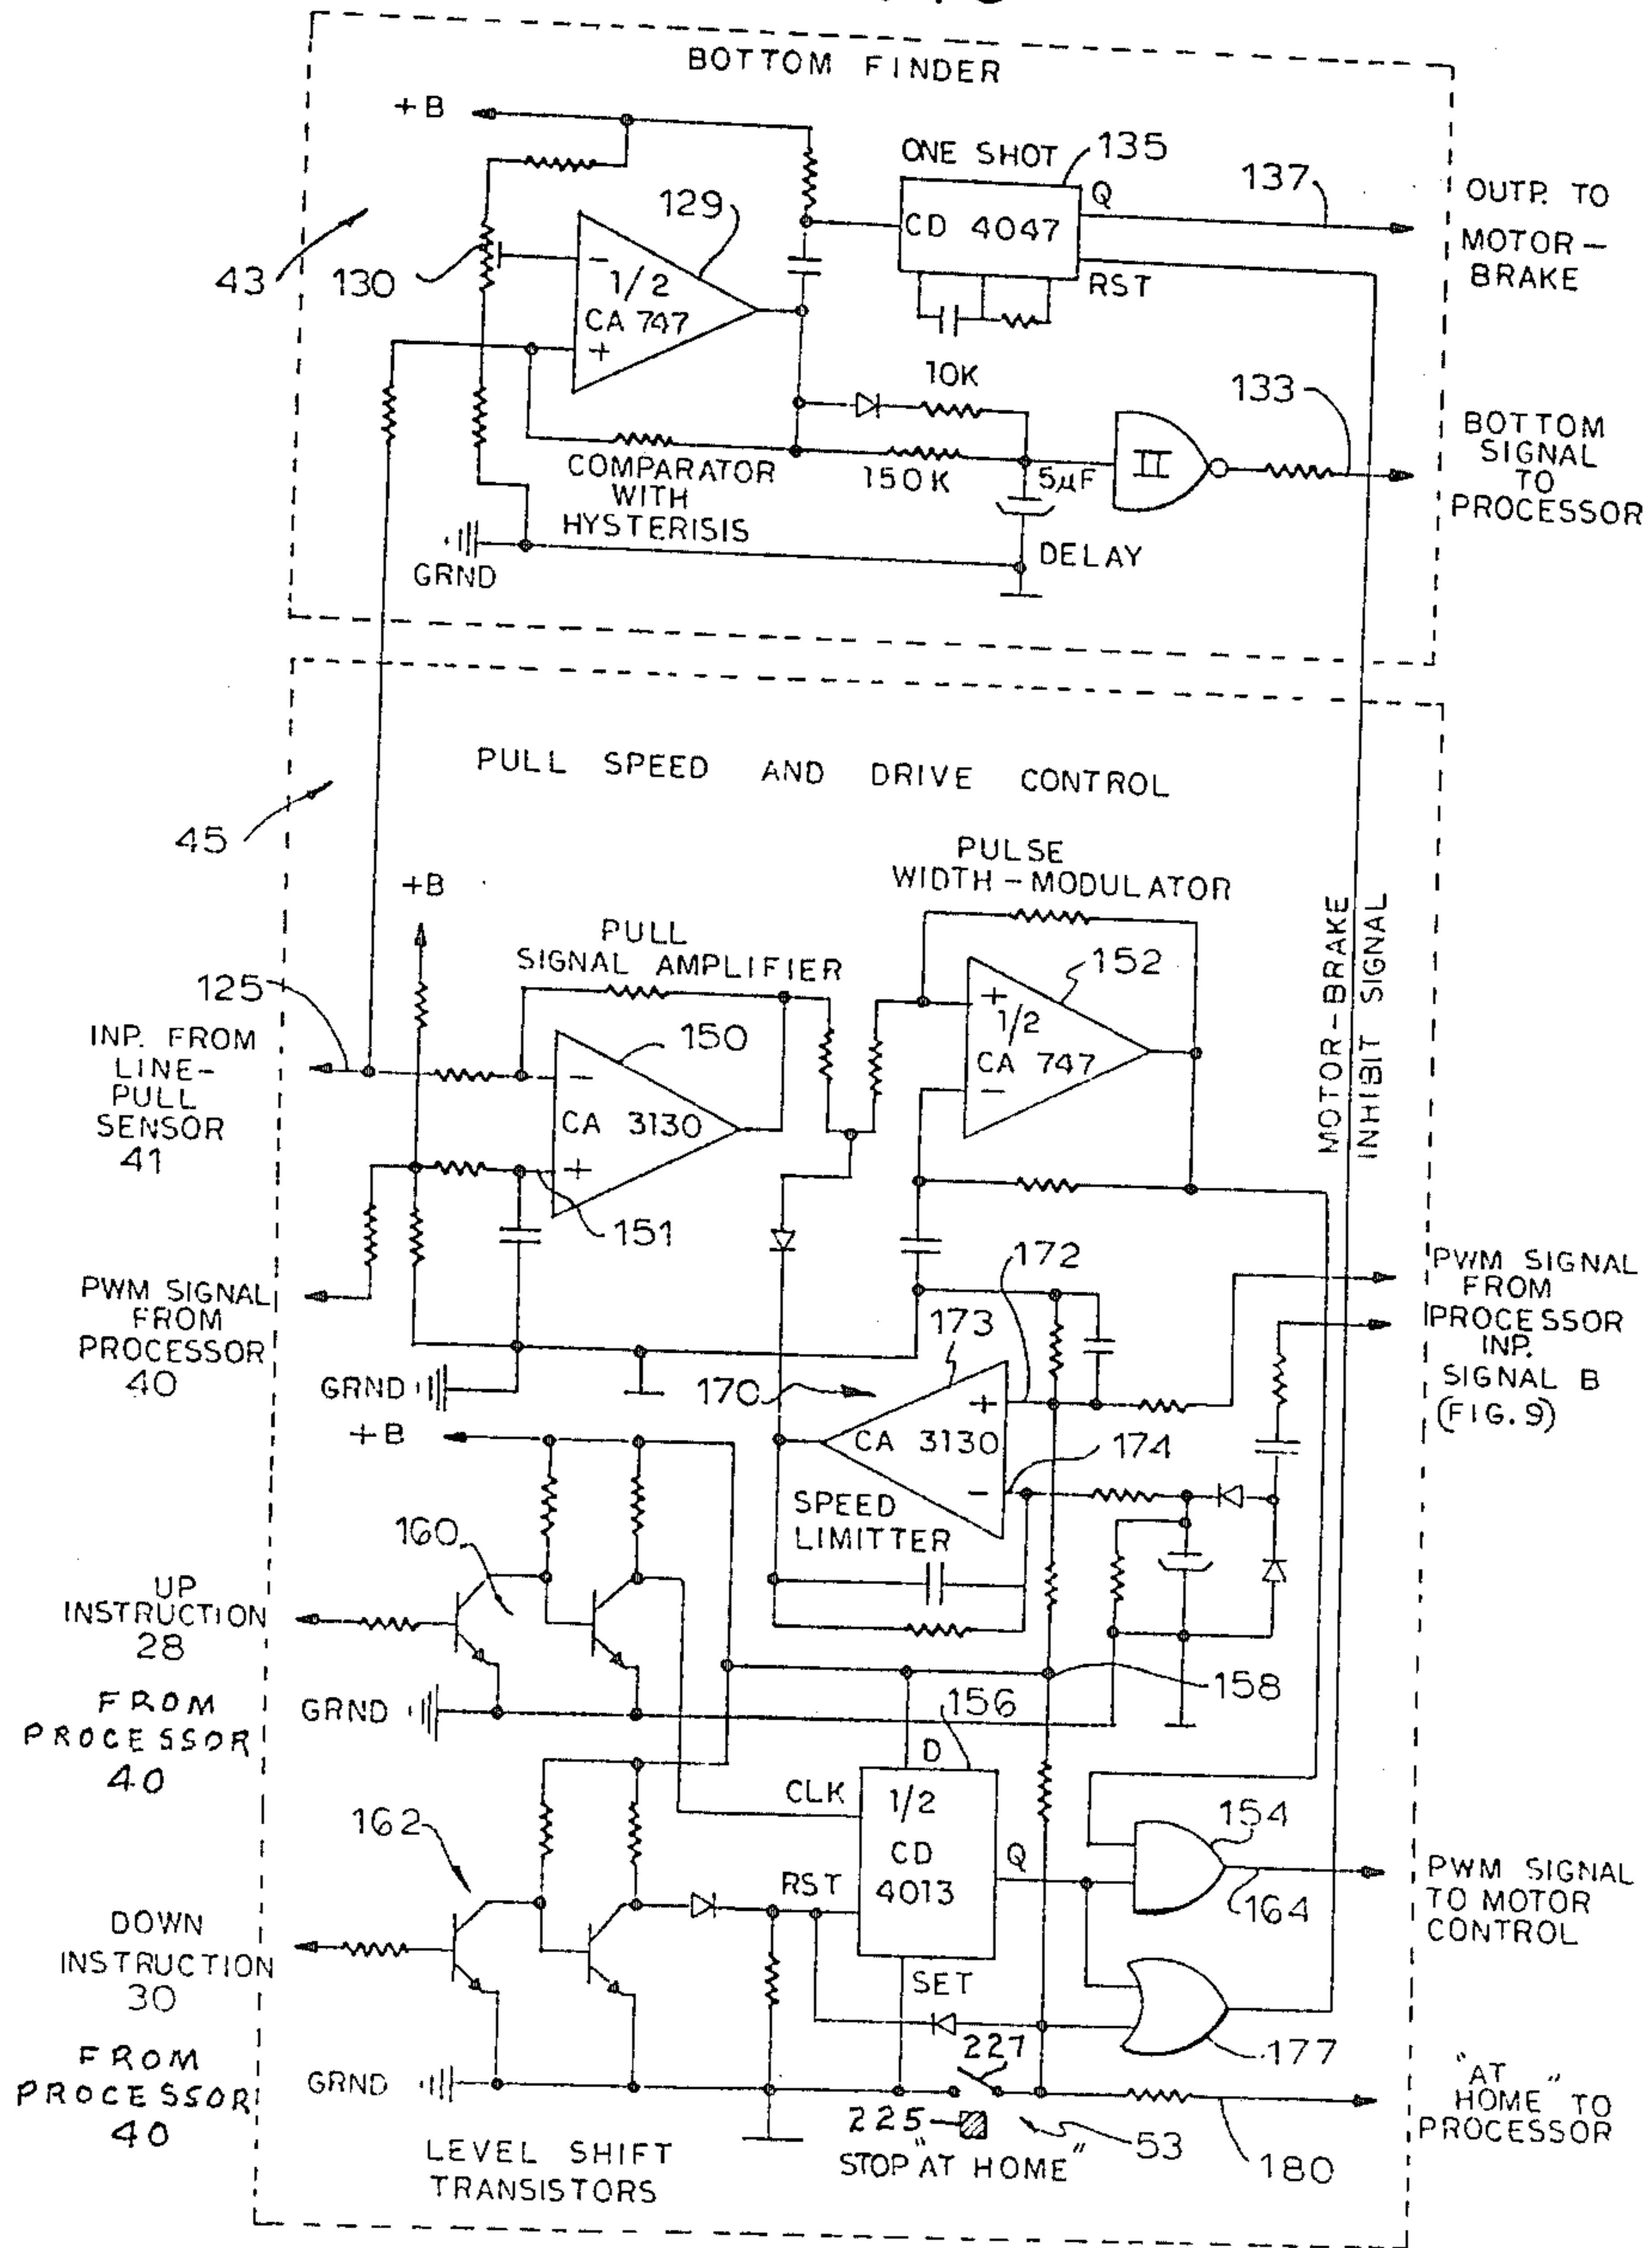 BOTTOM FINDER
+B
ONE SHOT
135
Q
137
OUTP. TO
MOTOR-
BRAKE
129
CD 4047
43
130
-
1/2
CA 747
+
RST
10K
133
BOTTOM
SIGNAL
TO
PROCESSOR
COMPARATOR
WITH
HYSTERISIS
150K
5µF
II
DELAY
GRND
PULL SPEED AND DRIVE CONTROL
45
PULSE
WIDTH-MODULATOR
+B
PULL
SIGNAL AMPLIFIER
MOTOR-BRAKE
INHIBIT SIGNAL
125
INP. FROM
LINE-
PULL
SENSOR
41
150
-
CA 3130
+
151
152
+
1/2
CA 747
-
PWM SIGNAL
FROM
PROCESSOR
40
172
173
PWM SIGNAL
FROM
PROCESSOR
INP.
SIGNAL B
(FIG.9)
GRND
170
+
CA 3130
-
174
+B
SPEED
LIMITTER
160
UP
INSTRUCTION
28
FROM
PROCESSOR
40
GRND
158
156
D
CLK
1/2
CD
4013
Q
RST
SET
154
PWM SIGNAL
TO MOTOR
CONTROL
164
162
DOWN
INSTRUCTION
30
FROM
PROCESSOR
40
GRND
227
177
"AT
HOME" TO
PROCESSOR
225
53
STOP "AT HOME"
180
LEVEL SHIFT
TRANSISTORS